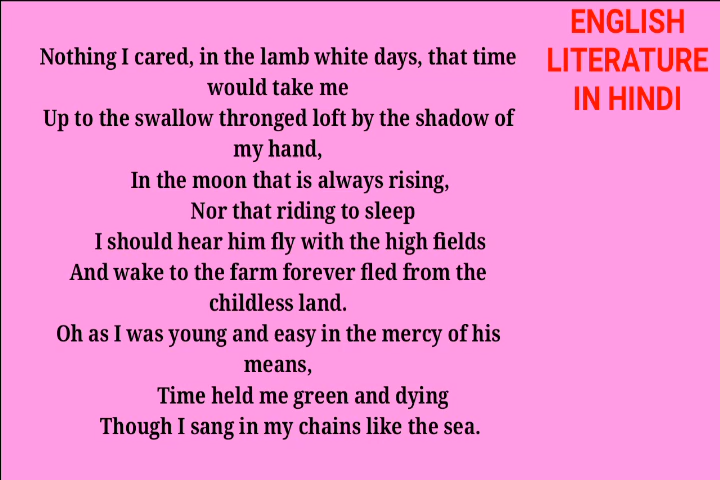 ENGLISH
LITERATURE
IN HINDI
Nothing I cared, in the lamb white days, that time
would take me
Up to the swallow thronged loft by the shadow of
my hand,
In the moon that is always rising,
Nor that riding to sleep
I should hear him fly with the high fields
And wake to the farm forever fled from the
childless land.
Oh as I was young and easy in the mercy of his
means,
Time held me green and dying
Though I sang in my chains like the sea.